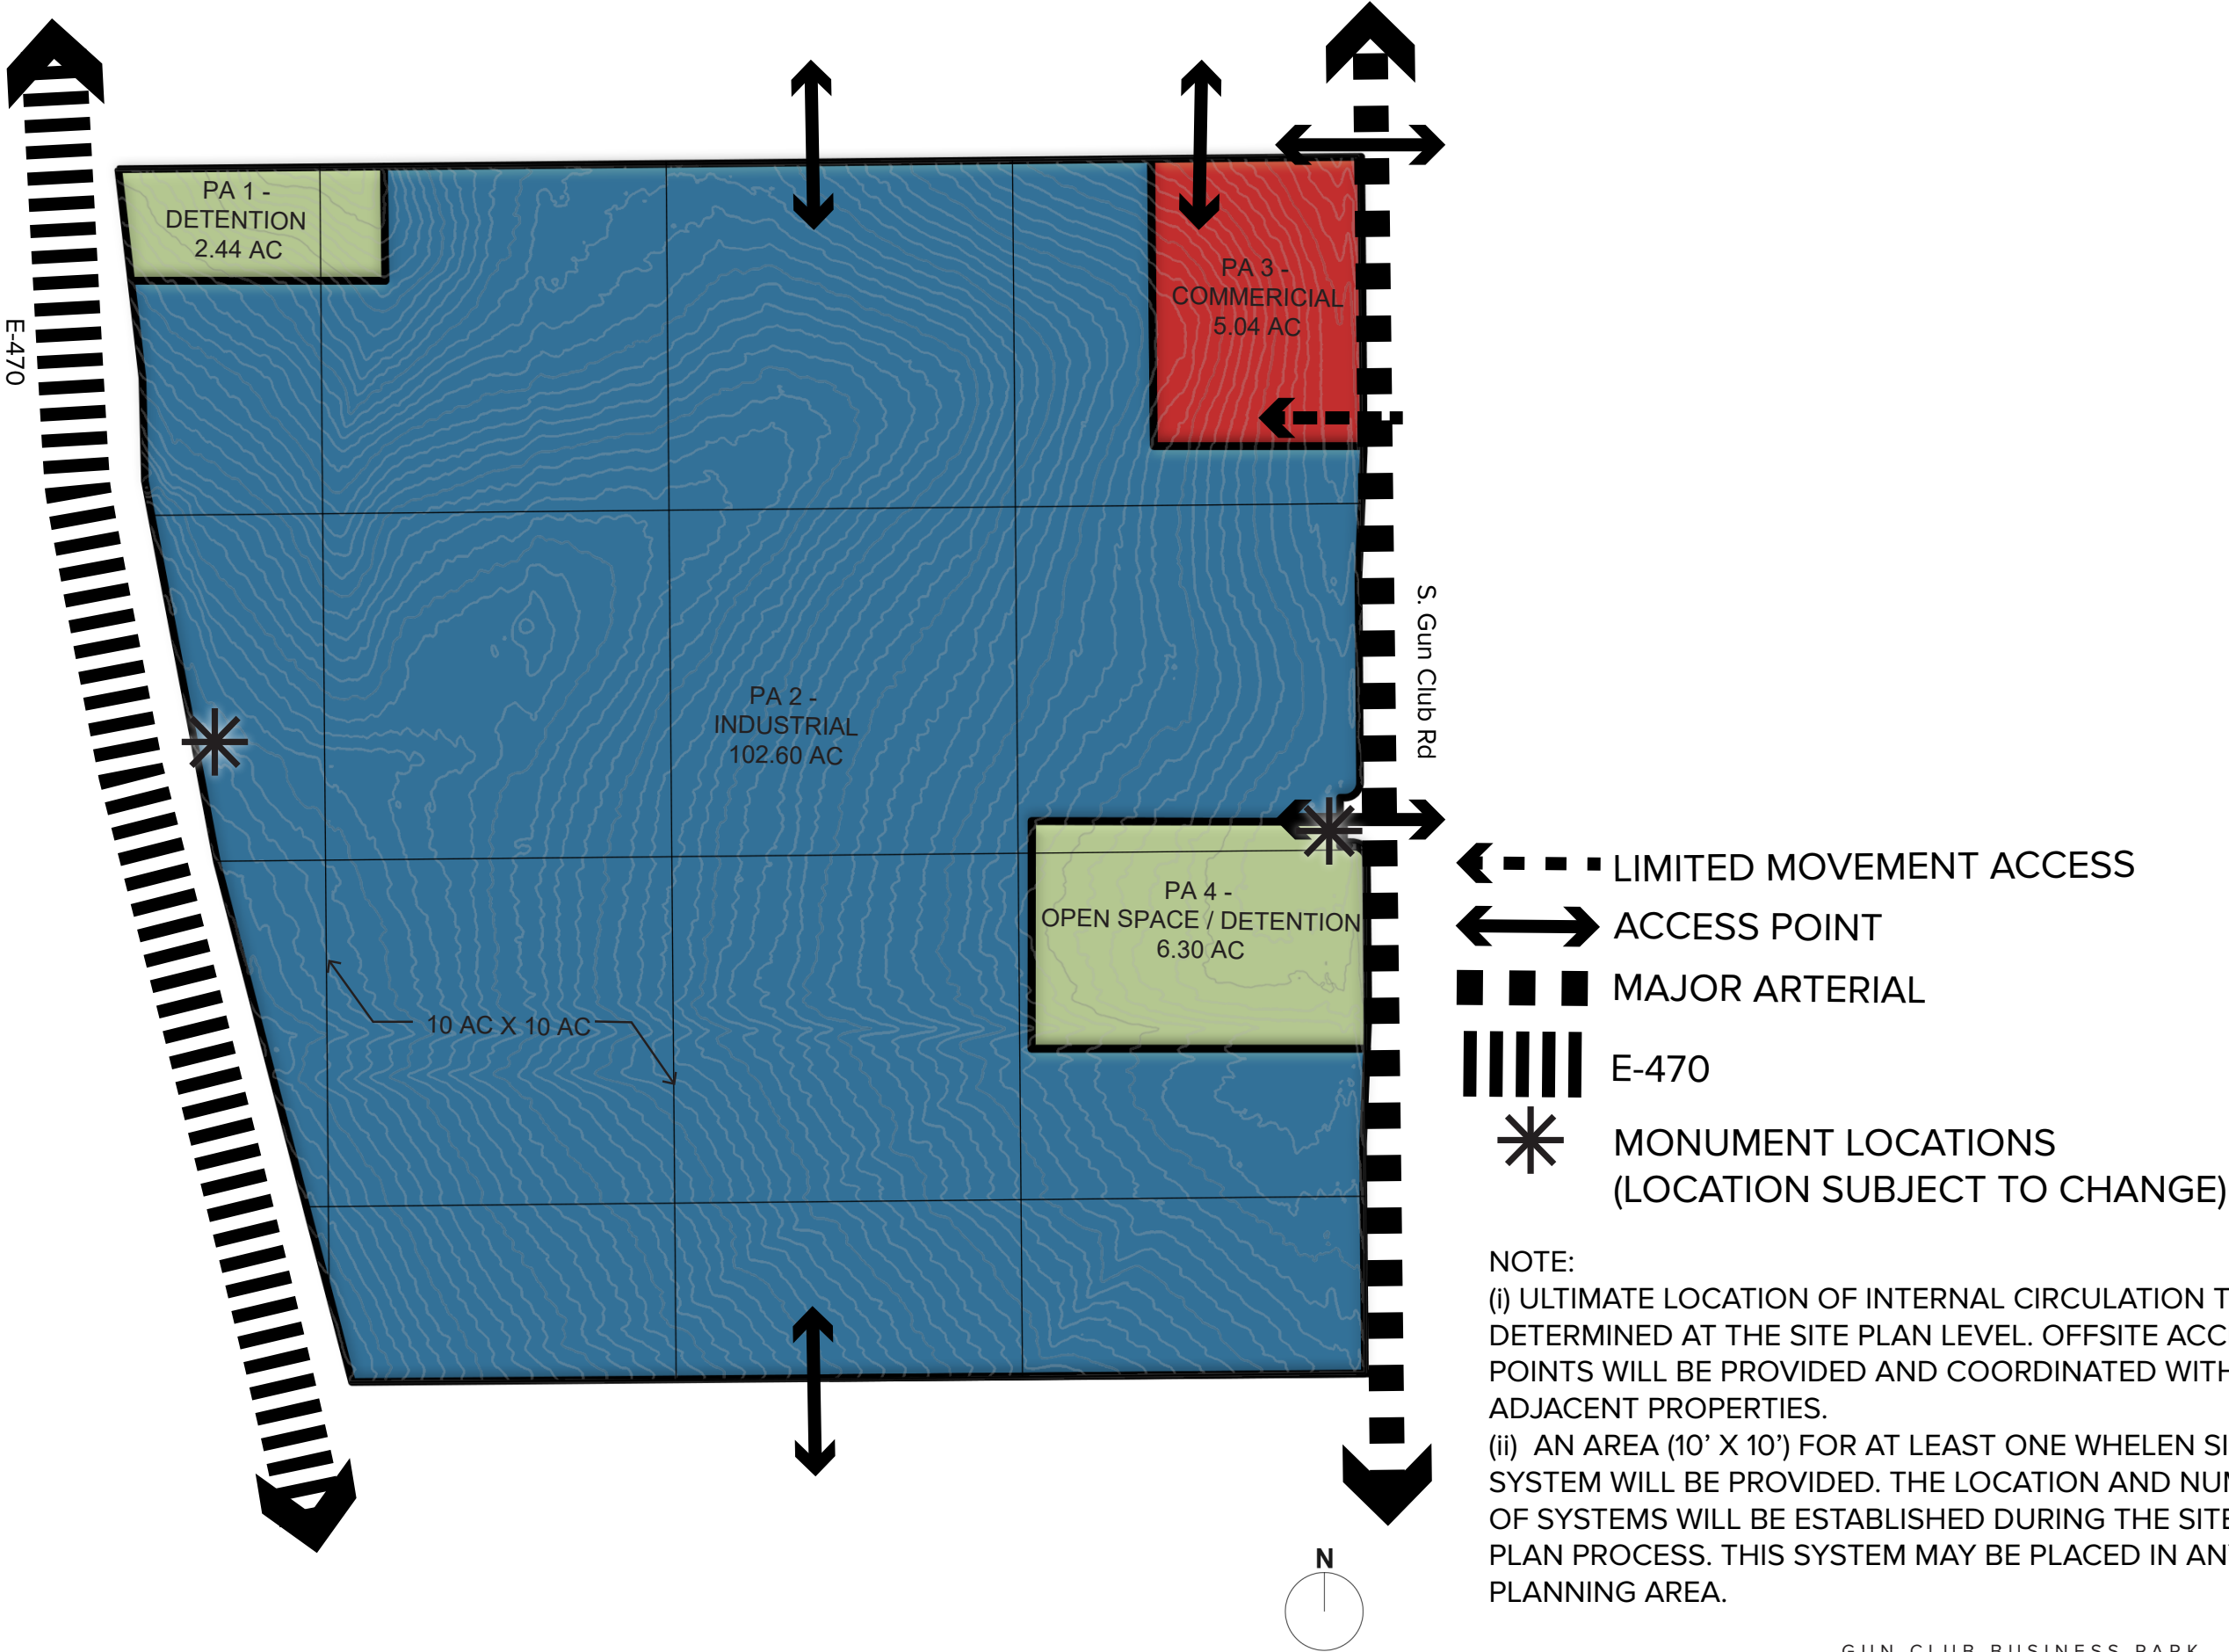 PA 1 -
DETENTION
2.44 AC
PA 3 -
COMMERICIAL
5.04 AC
E-470
S. Gun Club Rd
PA 2 -
INDUSTRIAL
102.60 AC
PA 4 -
OPEN SPACE / DETENTION
6.30 AC
10 AC X 10 AC
LIMITED MOVEMENT ACCESS
ACCESS POINT
MAJOR ARTERIAL
E-470
MONUMENT LOCATIONS
(LOCATION SUBJECT TO CHANGE)
NOTE:
(i) ULTIMATE LOCATION OF INTERNAL CIRCULATION
DETERMINED AT THE SITE PLAN LEVEL. OFFSITE
POINTS WILL BE PROVIDED AND COORDINATED WITH
ADJACENT PROPERTIES.
(ii) AN AREA (10' X 10') FOR AT LEAST ONE WHELEN
SYSTEM WILL BE PROVIDED. THE LOCATION AND
OF SYSTEMS WILL BE ESTABLISHED DURING THE SITE
PLAN PROCESS. THIS SYSTEM MAY BE PLACED IN
PLANNING AREA.
N
GUN CLUB BUSINESS PARK